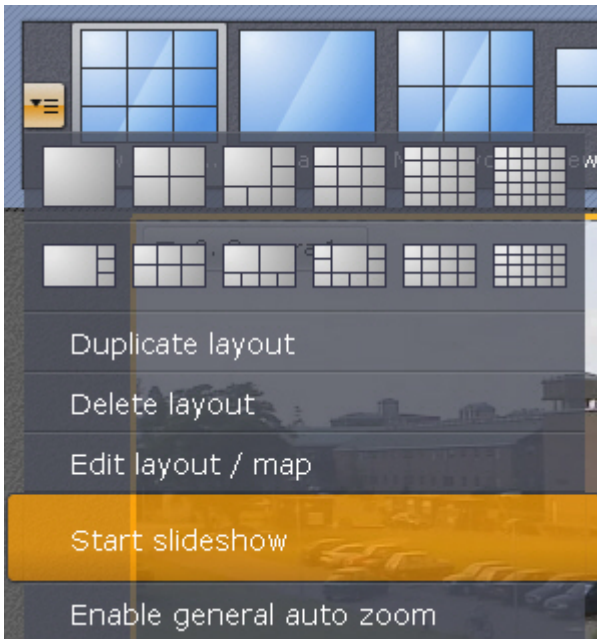 Duplicate layout
Delete layout
Edit layout / map
Start slideshow
Enable general auto zoom